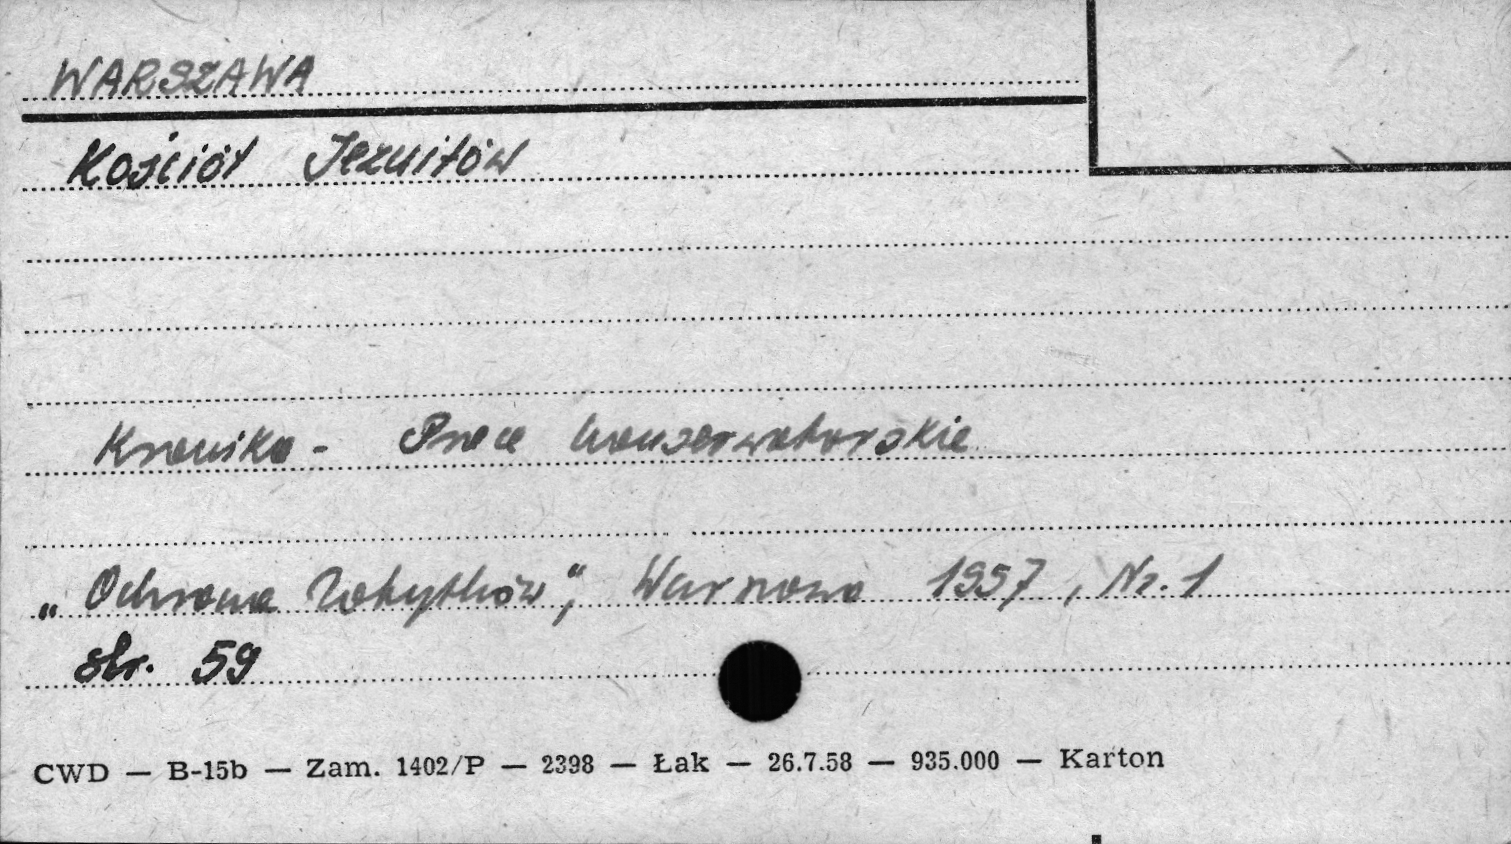 WARSZAWA
Kościół Jezuitów
Kronika - Prace konserwatorskie
„Ochrona Zabytków", Warszawa 1957, Nr. 1
str. 59
CWD — B-15b — Zam. 1402/P — 2398 — Łak — 26.7.58 — 935.000 — Karton